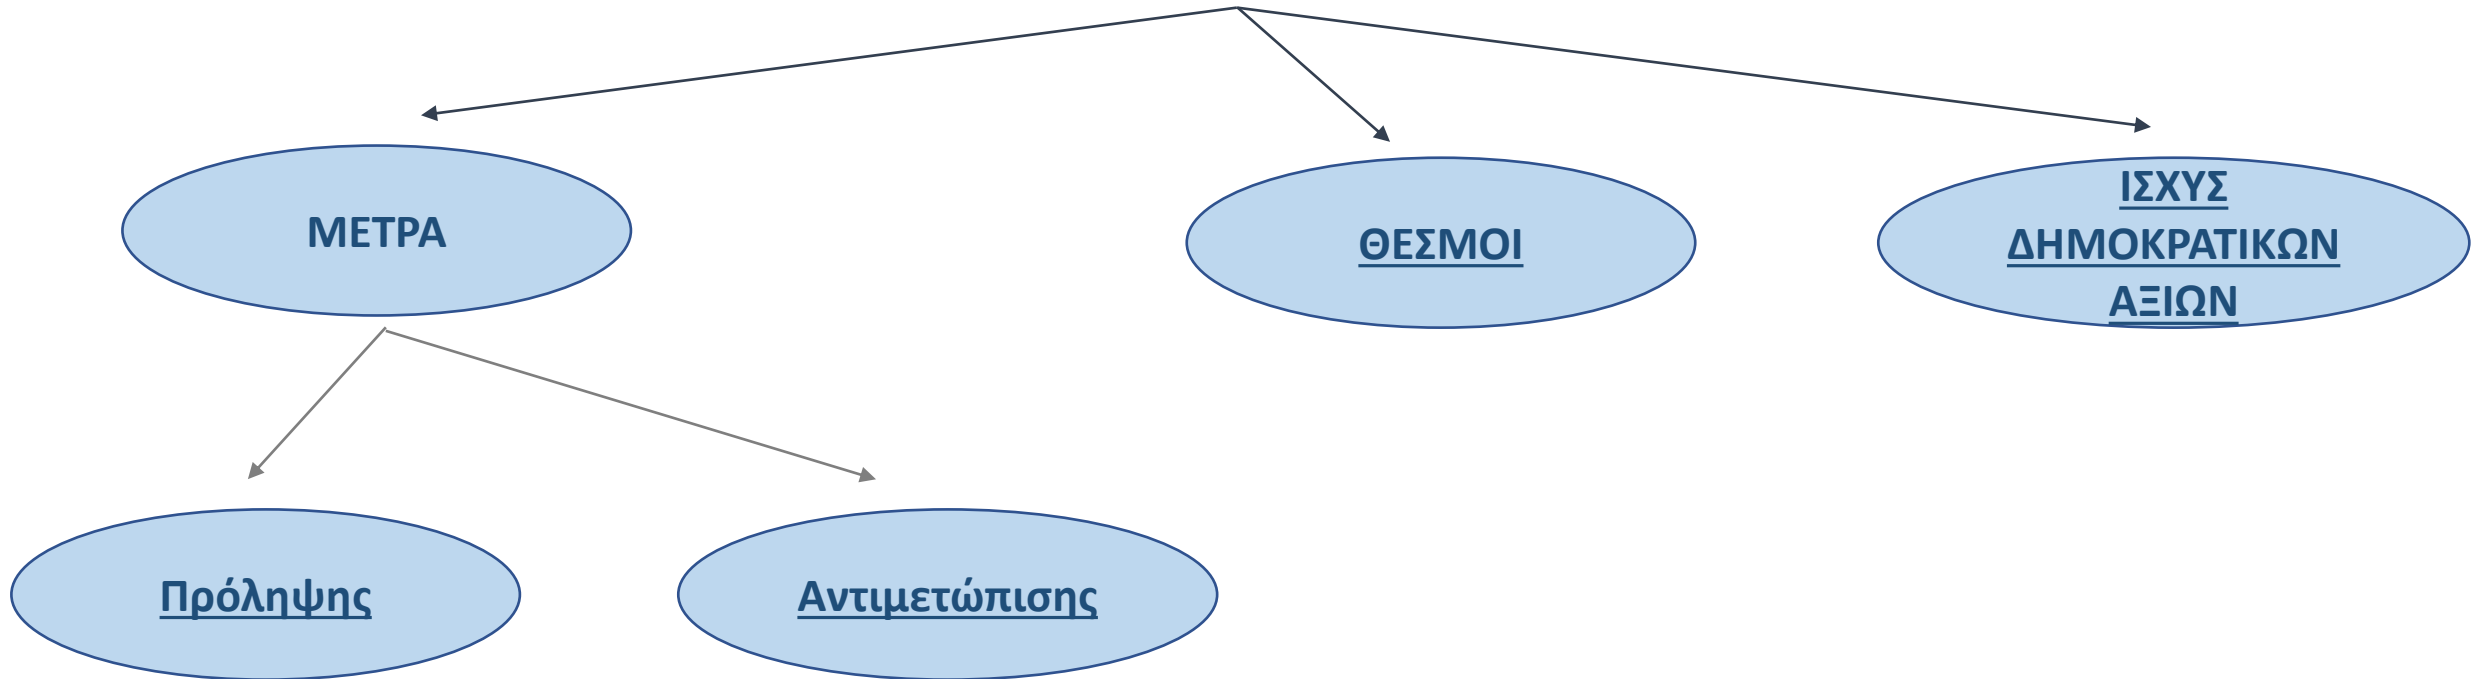 ΜΕΤΡΑ
ΘΕΣΜΟΙ
ΙΣΧΥΣ
ΔΗΜΟΚΡΑΤΙΚΩΝ
ΑΞΙΩΝ
Πρόληψης
Αντιμετώπισης